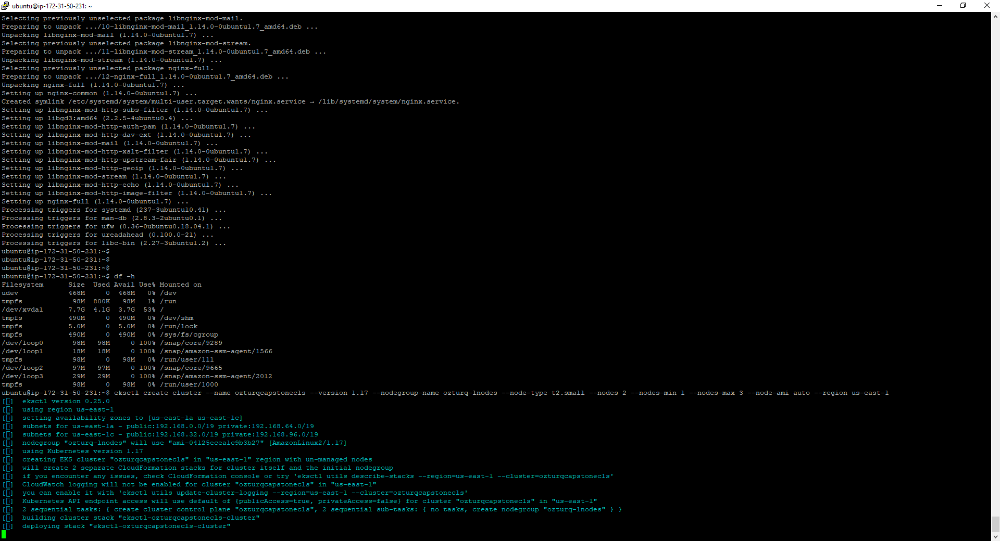 ubuntu@ip-172-31-50-231: ~
Selecting previously unselected package libnginx-mod-mail.
Preparing to unpack .../10-libnginx-mod-mail_1.14.0-0ubuntu1.7_amd64.deb ...
Unpacking libnginx-mod-mail (1.14.0-0ubuntu1.7) ...
Selecting previously unselected package libnginx-mod-stream.
Preparing to unpack .../11-libnginx-mod-stream_1.14.0-0ubuntu1.7_amd64.deb ...
Unpacking libnginx-mod-stream (1.14.0-0ubuntu1.7) ...
Selecting previously unselected package nginx-full.
Preparing to unpack .../12-nginx-full_1.14.0-0ubuntu1.7_amd64.deb ...
Unpacking nginx-full (1.14.0-0ubuntu1.7) ...
Setting up nginx-common (1.14.0-0ubuntu1.7) ...
Created symlink /etc/systemd/system/multi-user.target.wants/nginx.service → /lib/systemd/system/nginx.service.
Setting up libnginx-mod-http-subs-filter (1.14.0-0ubuntu1.7) ...
Setting up libgd3:amd64 (2.2.5-4ubuntu0.4) ...
Setting up libnginx-mod-http-auth-pam (1.14.0-0ubuntu1.7) ...
Setting up libnginx-mod-http-dav-ext (1.14.0-0ubuntu1.7) ...
Setting up libnginx-mod-mail (1.14.0-0ubuntu1.7) ...
Setting up libnginx-mod-http-xslt-filter (1.14.0-0ubuntu1.7) ...
Setting up libnginx-mod-http-upstream-fair (1.14.0-0ubuntu1.7) ...
Setting up libnginx-mod-http-geoip (1.14.0-0ubuntu1.7) ...
Setting up libnginx-mod-stream (1.14.0-0ubuntu1.7) ...
Setting up libnginx-mod-http-echo (1.14.0-0ubuntu1.7) ...
Setting up libnginx-mod-http-image-filter (1.14.0-0ubuntu1.7) ...
Setting up nginx-full (1.14.0-0ubuntu1.7) ...
Processing triggers for systemd (237-3ubuntu10.41) ...
Processing triggers for man-db (2.8.3-2ubuntu0.1) ...
Processing triggers for ufw (0.36-0ubuntu0.18.04.1) ...
Processing triggers for ureadahead (0.100.0-21) ...
Processing triggers for libc-bin (2.27-3ubuntu1.2) ...
ubuntu@ip-172-31-50-231:~$
ubuntu@ip-172-31-50-231:~$
ubuntu@ip-172-31-50-231:~$
ubuntu@ip-172-31-50-231:~$ df -h
Filesystem      Size  Used Avail Use% Mounted on
udev            468M     0  468M   0% /dev
tmpfs            98M  800K   98M   1% /run
/dev/xvda1      7.7G  4.1G  3.7G  53% /
tmpfs           490M     0  490M   0% /dev/shm
tmpfs           5.0M     0  5.0M   0% /run/lock
tmpfs           490M     0  490M   0% /sys/fs/cgroup
/dev/loop0       98M   98M     0 100% /snap/core/9289
/dev/loop1       18M   18M     0 100% /snap/amazon-ssm-agent/1566
tmpfs            98M     0   98M   0% /run/user/111
/dev/loop2       97M   97M     0 100% /snap/core/9665
/dev/loop3       29M   29M     0 100% /snap/amazon-ssm-agent/2012
tmpfs            98M     0   98M   0% /run/user/1000
ubuntu@ip-172-31-50-231:~$ eksctl create cluster --name ozturqcapstonecls --version 1.17 --nodegroup-name ozturq-lnodes --node-type t2.small --nodes 2 --nodes-min 1 --nodes-max 3 --node-ami auto --region us-east-1
[▯]  eksctl version 0.25.0
[▯]  using region us-east-1
[▯]  setting availability zones to [us-east-1a us-east-1c]
[▯]  subnets for us-east-1a - public:192.168.0.0/19 private:192.168.64.0/19
[▯]  subnets for us-east-1c - public:192.168.32.0/19 private:192.168.96.0/19
[▯]  nodegroup "ozturq-lnodes" will use "ami-04125ecea1c9b3b27" [AmazonLinux2/1.17]
[▯]  using Kubernetes version 1.17
[▯]  creating EKS cluster "ozturqcapstonecls" in "us-east-1" region with un-managed nodes
[▯]  will create 2 separate CloudFormation stacks for cluster itself and the initial nodegroup
[▯]  if you encounter any issues, check CloudFormation console or try 'eksctl utils describe-stacks --region=us-east-1 --cluster=ozturqcapstonecls'
[▯]  CloudWatch logging will not be enabled for cluster "ozturqcapstonecls" in "us-east-1"
[▯]  you can enable it with 'eksctl utils update-cluster-logging --region=us-east-1 --cluster=ozturqcapstonecls'
[▯]  Kubernetes API endpoint access will use default of {publicAccess=true, privateAccess=false} for cluster "ozturqcapstonecls" in "us-east-1"
[▯]  2 sequential tasks: { create cluster control plane "ozturqcapstonecls", 2 sequential sub-tasks: { no tasks, create nodegroup "ozturq-lnodes" } }
[▯]  building cluster stack "eksctl-ozturqcapstonecls-cluster"
[▯]  deploying stack "eksctl-ozturqcapstonecls-cluster"